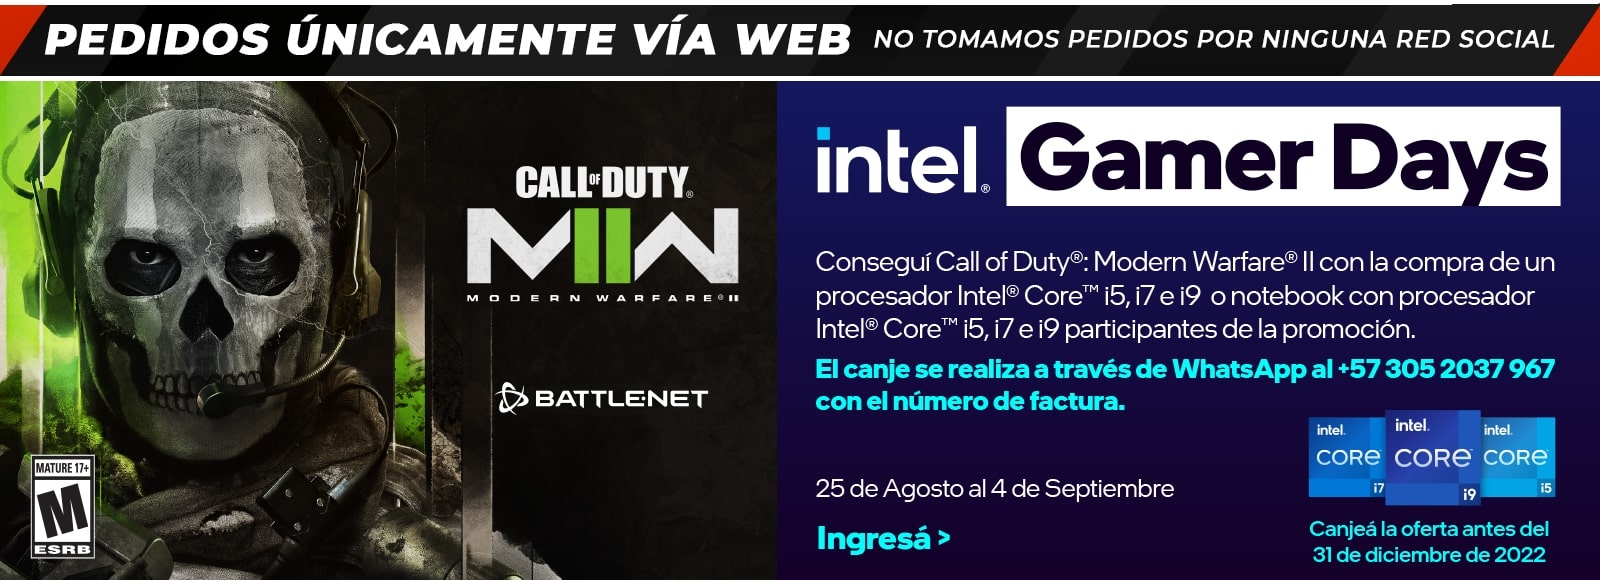 PEDIDOS ÚNICAMENTE VÍA WEB NO TOMAMOS PEDIDOS POR NINGUNA RED SOCIAL
CALL OF DUTY®
MIIW
MODERN WARFARE® II
BATTLE.NET
MATURE 17+
M
ESRB
intel® Gamer Days
Conseguí Call of Duty®: Modern Warfare® II con la compra de un
procesador Intel® Core™ i5, i7 e i9 o notebook con procesador
Intel® Core™ i5, i7 e i9 participantes de la promoción.
El canje se realiza a través de WhatsApp al +57 305 2037 967
con el número de factura.
25 de Agosto al 4 de Septiembre
Ingresá >
intel. CORE i7
intel. CORE i9
intel. CORE i5
Canjeá la oferta antes del
31 de diciembre de 2022